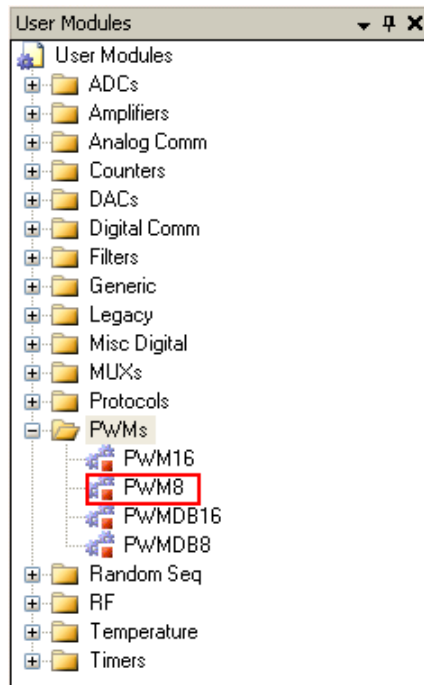 User Modules
User Modules
ADCs
Amplifiers
Analog Comm
Counters
DACs
Digital Comm
Filters
Generic
Legacy
Misc Digital
MUXs
Protocols
PWMs
PWM16
PWM8
PWMDB16
PWMDB8
Random Seq
RF
Temperature
Timers